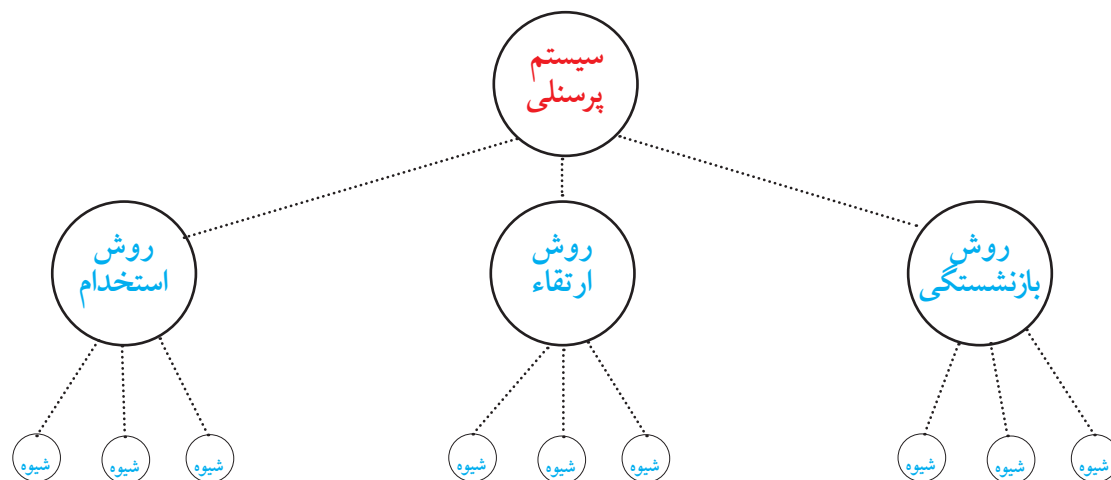 سیستم
پرسنلی
روش
بازنشستگی
روش
ارتقاء
روش
استخدام
شیوه
شیوه
شیوه
شیوه
شیوه
شیوه
شیوه
شیوه
شیوه